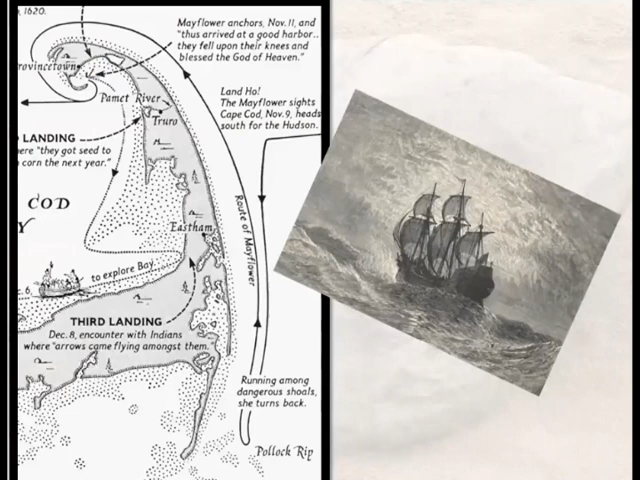 , 1620.
Mayflower anchors, Nov. 11, and
"thus arrived at a good harbor..
they fell upon their knees and
blessed the God of Heaven."
rovincetown
Pamet River
Truro
Land Ho!
The Mayflower sights
Cape Cod, Nov. 9, heads
south for the Hudson.
LANDING
ere "they got seed to
corn the next year."
COD
Y
Eastham
Route of Mayflower
c. 6,
to explore Bay
THIRD LANDING
Dec. 8, encounter with Indians
where "arrows came flying amongst them."
Running among
dangerous shoals,
she turns back.
Pollock Rip